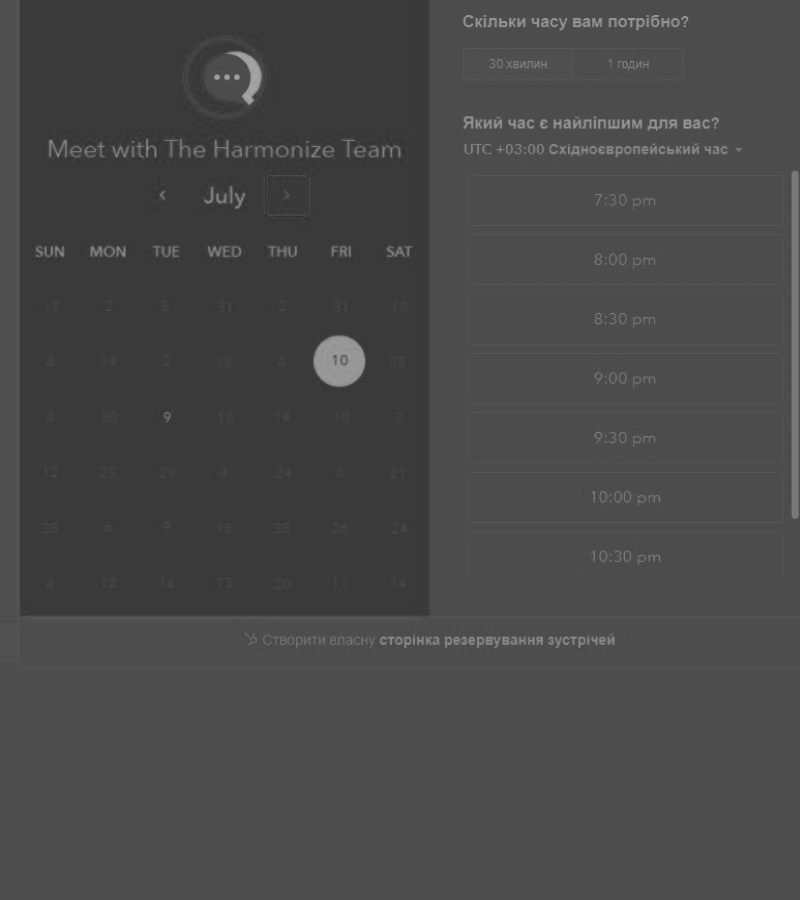 Meet with The Harmonize Team
July
SUN MON TUE WED THU FRI SAT
17 2 5 31 2 31 10
4 19 2 18 4 10 25
4 30 9 10 14 10 3
12 25 29 4 24 8 21
28 6 9 18 28 26 24
4 12 16 13 20 11 14
Скільки часу вам потрібно?
30 хвилин 1 годин
Який час є найліпшим для вас?
UTC +03:00 Східноєвропейський час
7:30 pm
8:00 pm
8:30 pm
9:00 pm
9:30 pm
10:00 pm
10:30 pm
Створити власну сторінка резервування зустрічей